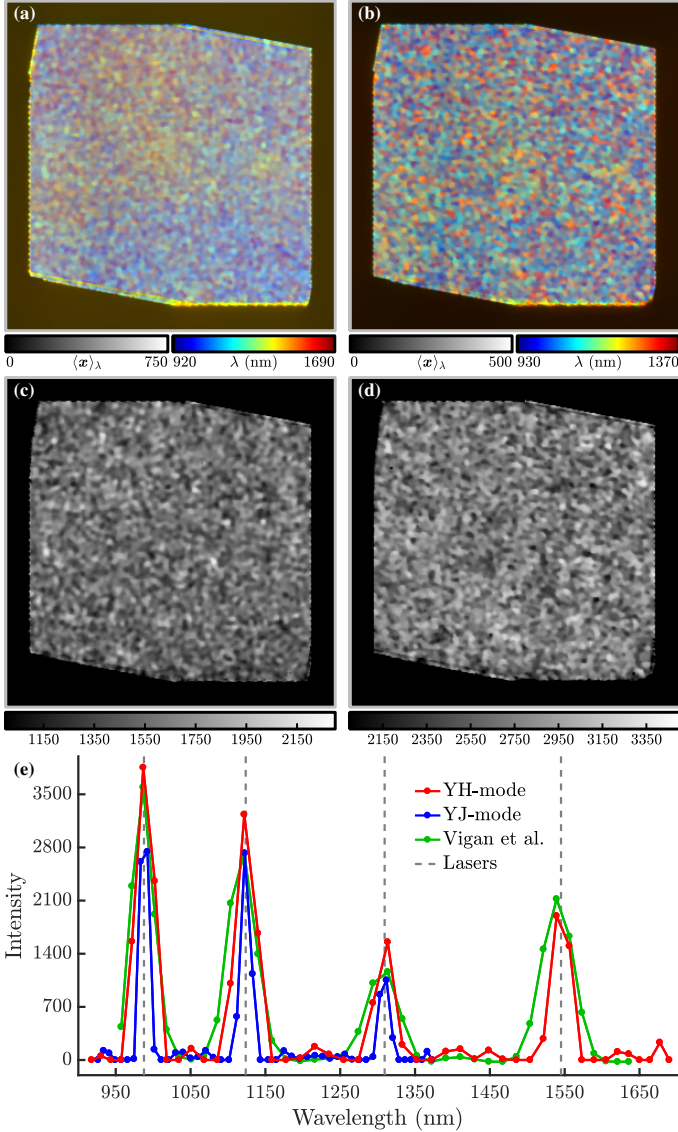 (a)
(b)
0 ⟨x⟩λ 750 920 λ (nm) 1690
0 ⟨x⟩λ 500 930 λ (nm) 1370
(c)
(d)
1150 1350 1550 1750 1950 2150
2150 2350 2550 2750 2950 3150 3350
(e)
3500
2800
2100
1400
700
0
Intensity
YH-mode
YJ-mode
Vigan et al.
Lasers
950 1050 1150 1250 1350 1450 1550 1650
Wavelength (nm)